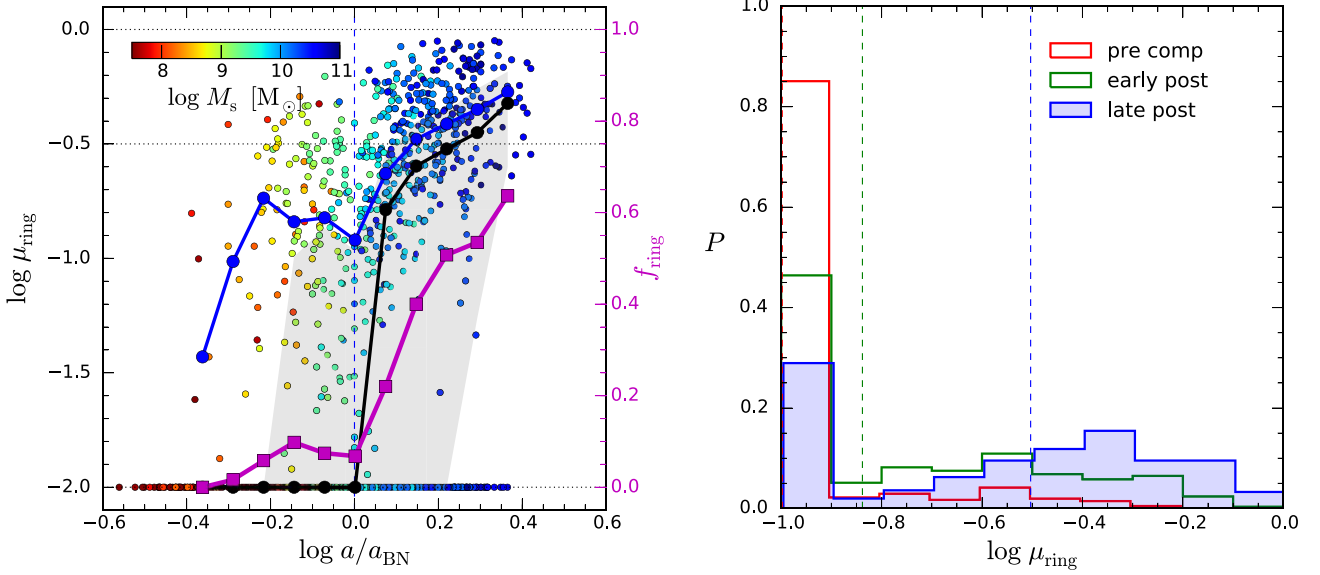 0.0
−0.5
−1.0
−1.5
−2.0
log μ_ring
8 9 10 11
log M_s [M_⊙]
1.0
0.8
0.6
0.4
0.2
0.0
f_ring
−0.6 −0.4 −0.2 0.0 0.2 0.4 0.6
log a/a_BN
1.0
0.8
0.6
0.4
0.2
0.0
P
pre comp
early post
late post
−1.0 −0.8 −0.6 −0.4 −0.2 0.0
log μ_ring